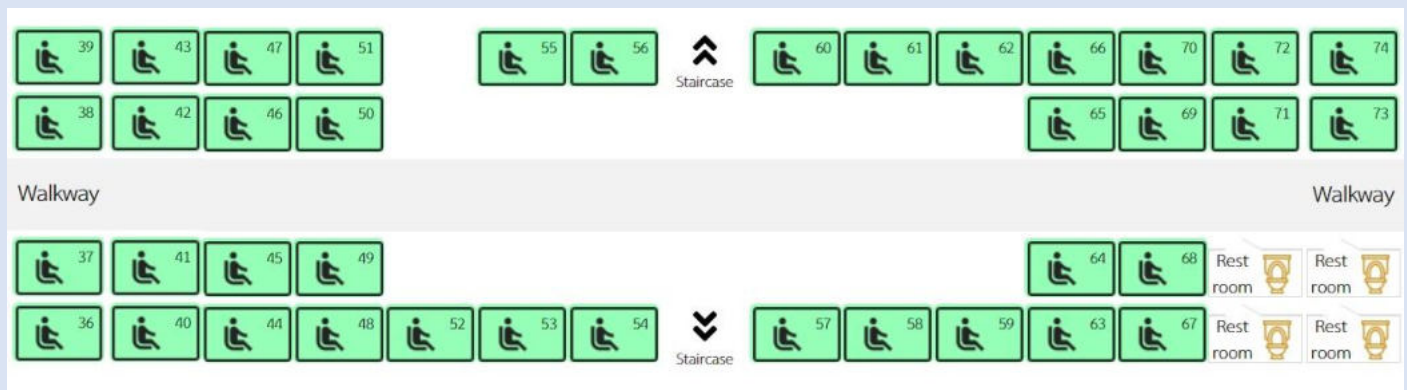 39 43 47 51 55 56 60 61 62 66 70 72 74
Staircase
38 42 46 50 65 69 71 73
Walkway Walkway
37 41 45 49 64 68 Rest Rest
room room
36 40 44 48 52 53 54 57 58 59 63 67 Rest Rest
room room
Staircase